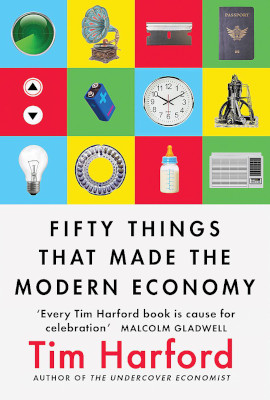 PASSPORT
FIFTY THINGS
THAT MADE THE
MODERN ECONOMY
‘Every Tim Harford book is cause for
celebration’ MALCOLM GLADWELL
Tim Harford
AUTHOR OF THE UNDERCOVER ECONOMIST